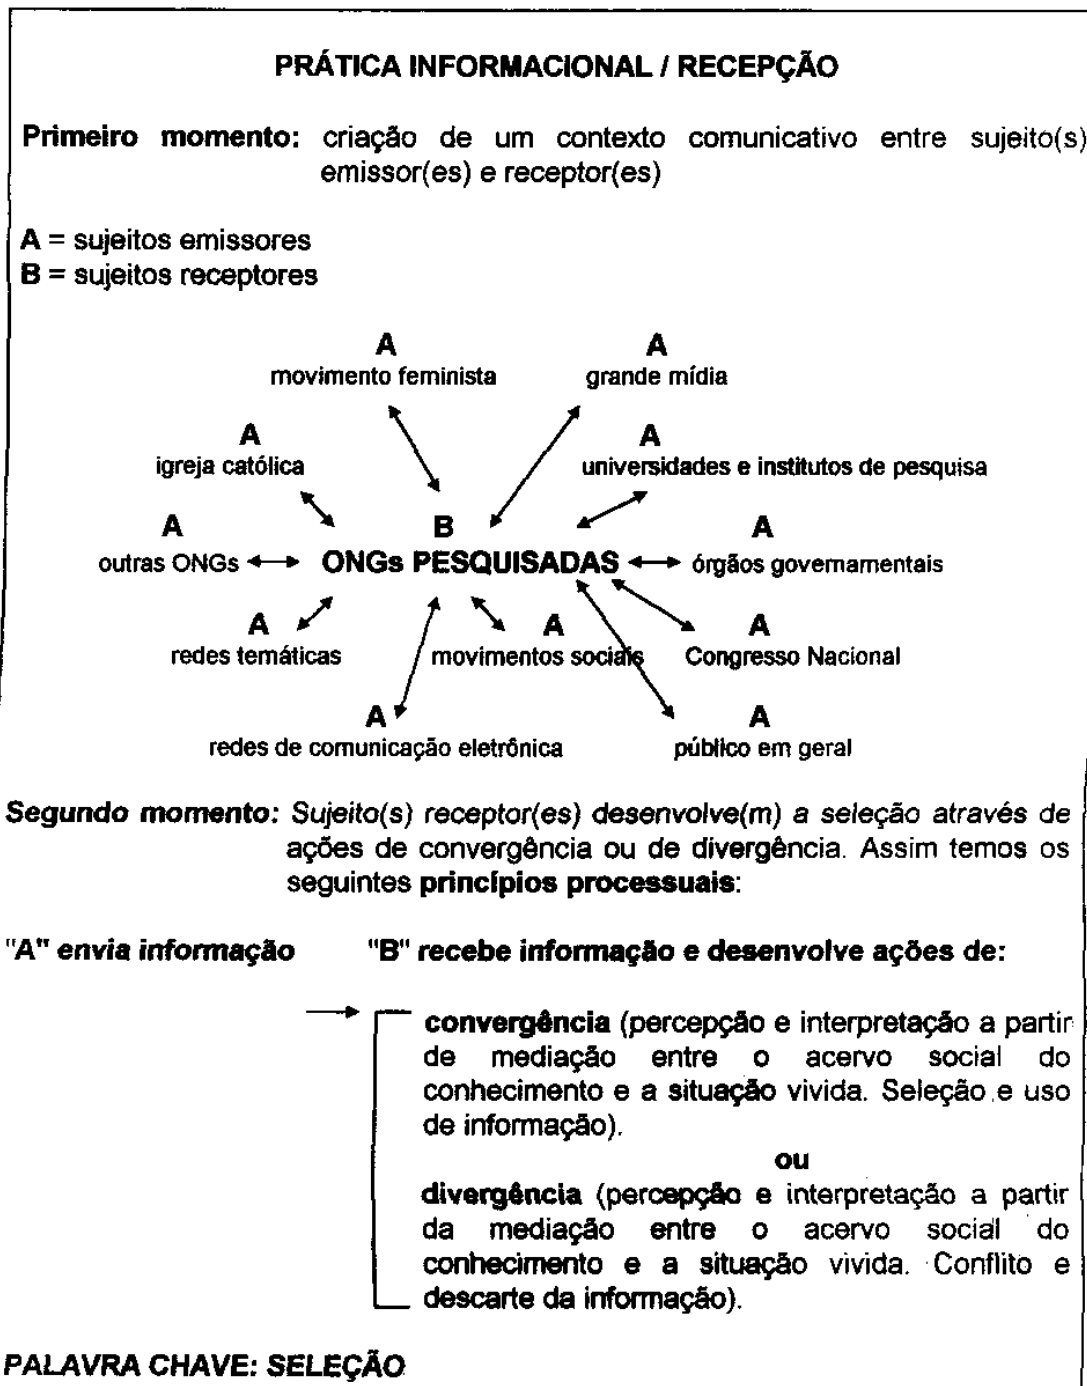 PRÁTICA INFORMACIONAL / RECEPÇÃO
Primeiro momento: criação de um contexto comunicativo entre sujeito(s)
emissor(es) e receptor(es)
A = sujeitos emissores
B = sujeitos receptores
A A
movimento feminista grande mídia
A A
igreja católica universidades e institutos de pesquisa
A B A
outras ONGs ONGs PESQUISADAS órgãos governamentais
A A A
redes temáticas movimentos sociais Congresso Nacional
A A
redes de comunicação eletrônica público em geral
Segundo momento: Sujeito(s) receptor(es) desenvolve(m) a seleção através de
ações de convergência ou de divergência. Assim temos os
seguintes princípios processuais:
"A" envia informação "B" recebe informação e desenvolve ações de:
convergência (percepção e interpretação a partir
de mediação entre o acervo social do
conhecimento e a situação vivida. Seleção e uso
de informação).
ou
divergência (percepção e interpretação a partir
da mediação entre o acervo social do
conhecimento e a situação vivida. Conflito e
descarte da informação).
PALAVRA CHAVE: SELEÇÃO